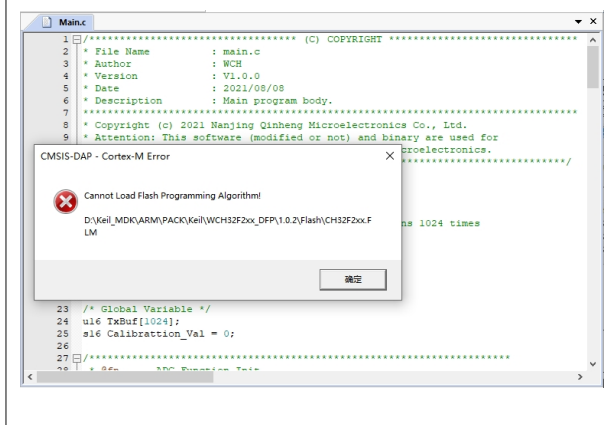 Main.c
1 /********************************** (C) COPYRIGHT *******************************
2 * File Name : main.c
3 * Author : WCH
4 * Version : V1.0.0
5 * Date : 2021/08/08
6 * Description : Main program body.
7 *********************************************************************************
8 * Copyright (c) 2021 Nanjing Qinheng Microelectronics Co., Ltd.
9 * Attention: This software (modified or not) and binary are used for
croelectronics.
***************************/
CMSIS-DAP - Cortex-M Error
Cannot Load Flash Programming Algorithm!
D:\Keil_MDK\ARM\PACK\Keil\WCH32F2xx_DFP\1.0.2\Flash\CH32F2xx.F
LM
ns 1024 times
确定
23 /* Global Variable */
24 u16 TxBuf[1024];
25 s16 Calibrattion_Val = 0;
26
27 /*********************************************************************
28 * @fn ADC_Function_Init